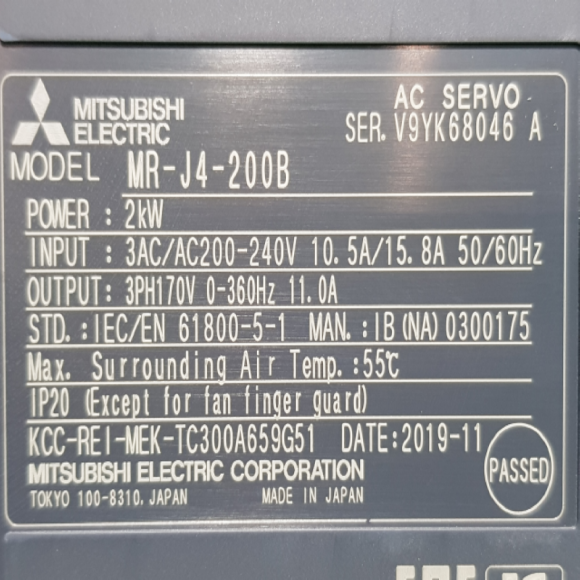 MITSUBISHI
ELECTRIC
AC SERVO
SER. V9YK68046 A
MODEL MR-J4-200B
POWER : 2kW
INPUT : 3AC/AC200-240V 10.5A/15.8A 50/60Hz
OUTPUT: 3PH170V 0-360Hz 11.0A
STD.: IEC/EN 61800-5-1 MAN.: IB(NA)0300175
Max. Surrounding Air Temp.:55℃
IP20 (Except for fan finger guard)
KCC-REI-MEK-TC300A659G51 DATE:2019-11
MITSUBISHI ELECTRIC CORPORATION
PASSED
TOKYO 100-8310, JAPAN MADE IN JAPAN